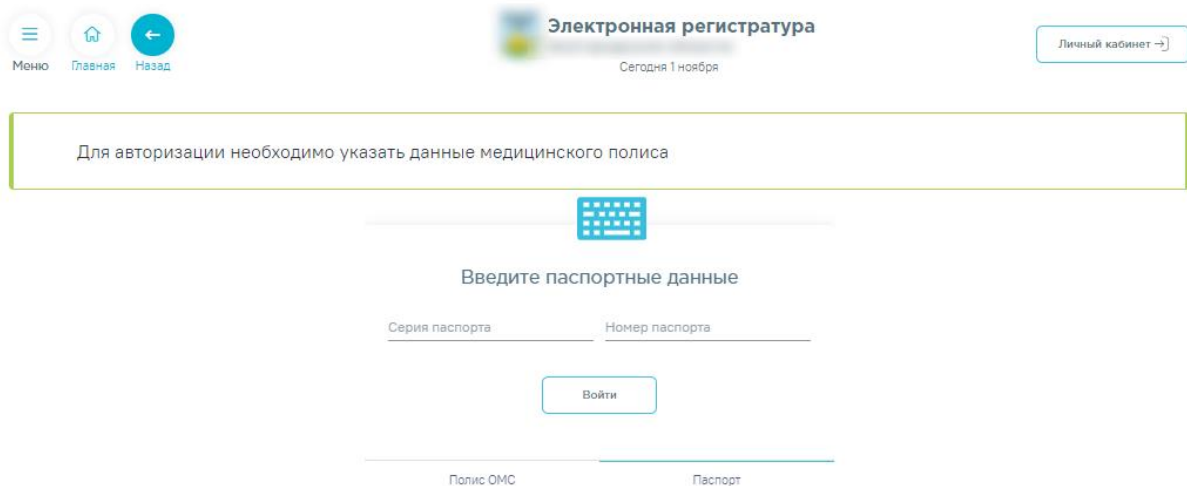 Меню
Главная
Назад
Электронная регистратура
Сегодня 1 ноября
Личный кабинет
Для авторизации необходимо указать данные медицинского полиса
Введите паспортные данные
Серия паспорта
Номер паспорта
Войти
Полис ОМС
Паспорт